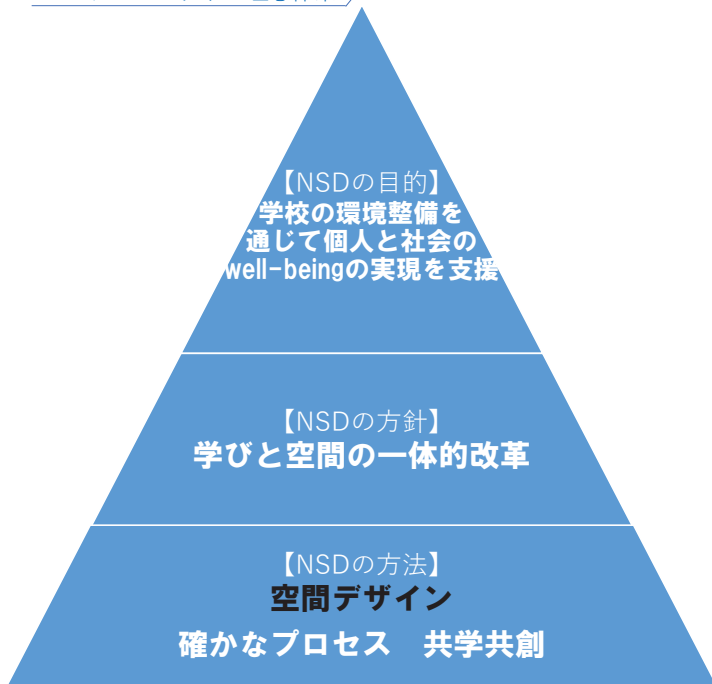 【NSDの目的】
学校の環境整備を
通じて個人と社会の
well-beingの実現を支援
【NSDの方針】
学びと空間の一体的改革
【NSDの方法】
空間デザイン
確かなプロセス　共学共創